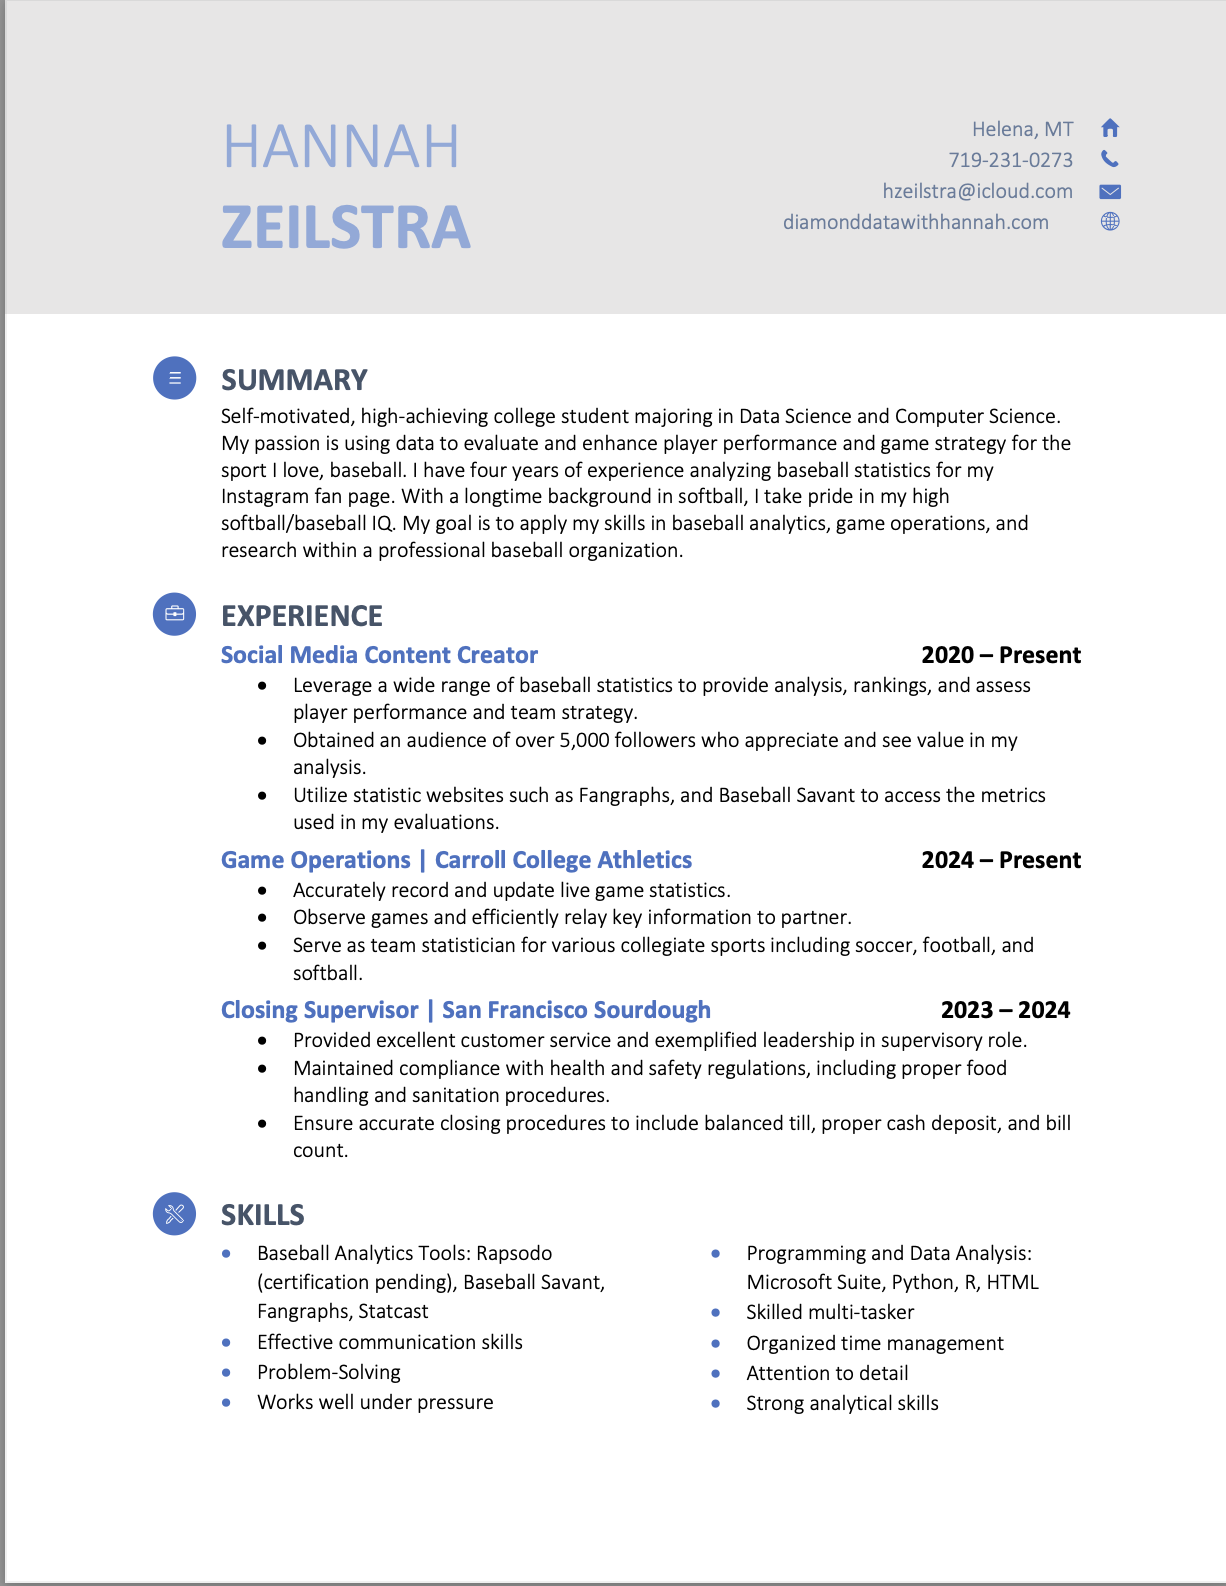 HANNAH
ZEILSTRA
Helena, MT
719-231-0273
hzeilstra@icloud.com
diamonddatawithhannah.com
SUMMARY
Self-motivated, high-achieving college student majoring in Data Science and Computer Science.
My passion is using data to evaluate and enhance player performance and game strategy for the
sport I love, baseball. I have four years of experience analyzing baseball statistics for my
Instagram fan page. With a longtime background in softball, I take pride in my high
softball/baseball IQ. My goal is to apply my skills in baseball analytics, game operations, and
research within a professional baseball organization.
EXPERIENCE
Social Media Content Creator 2020 – Present
• Leverage a wide range of baseball statistics to provide analysis, rankings, and assess
player performance and team strategy.
• Obtained an audience of over 5,000 followers who appreciate and see value in my
analysis.
• Utilize statistic websites such as Fangraphs, and Baseball Savant to access the metrics
used in my evaluations.
Game Operations | Carroll College Athletics 2024 – Present
• Accurately record and update live game statistics.
• Observe games and efficiently relay key information to partner.
• Serve as team statistician for various collegiate sports including soccer, football, and
softball.
Closing Supervisor | San Francisco Sourdough 2023 – 2024
• Provided excellent customer service and exemplified leadership in supervisory role.
• Maintained compliance with health and safety regulations, including proper food
handling and sanitation procedures.
• Ensure accurate closing procedures to include balanced till, proper cash deposit, and bill
count.
SKILLS
• Baseball Analytics Tools: Rapsodo
(certification pending), Baseball Savant,
Fangraphs, Statcast
• Effective communication skills
• Problem-Solving
• Works well under pressure
• Programming and Data Analysis:
Microsoft Suite, Python, R, HTML
• Skilled multi-tasker
• Organized time management
• Attention to detail
• Strong analytical skills